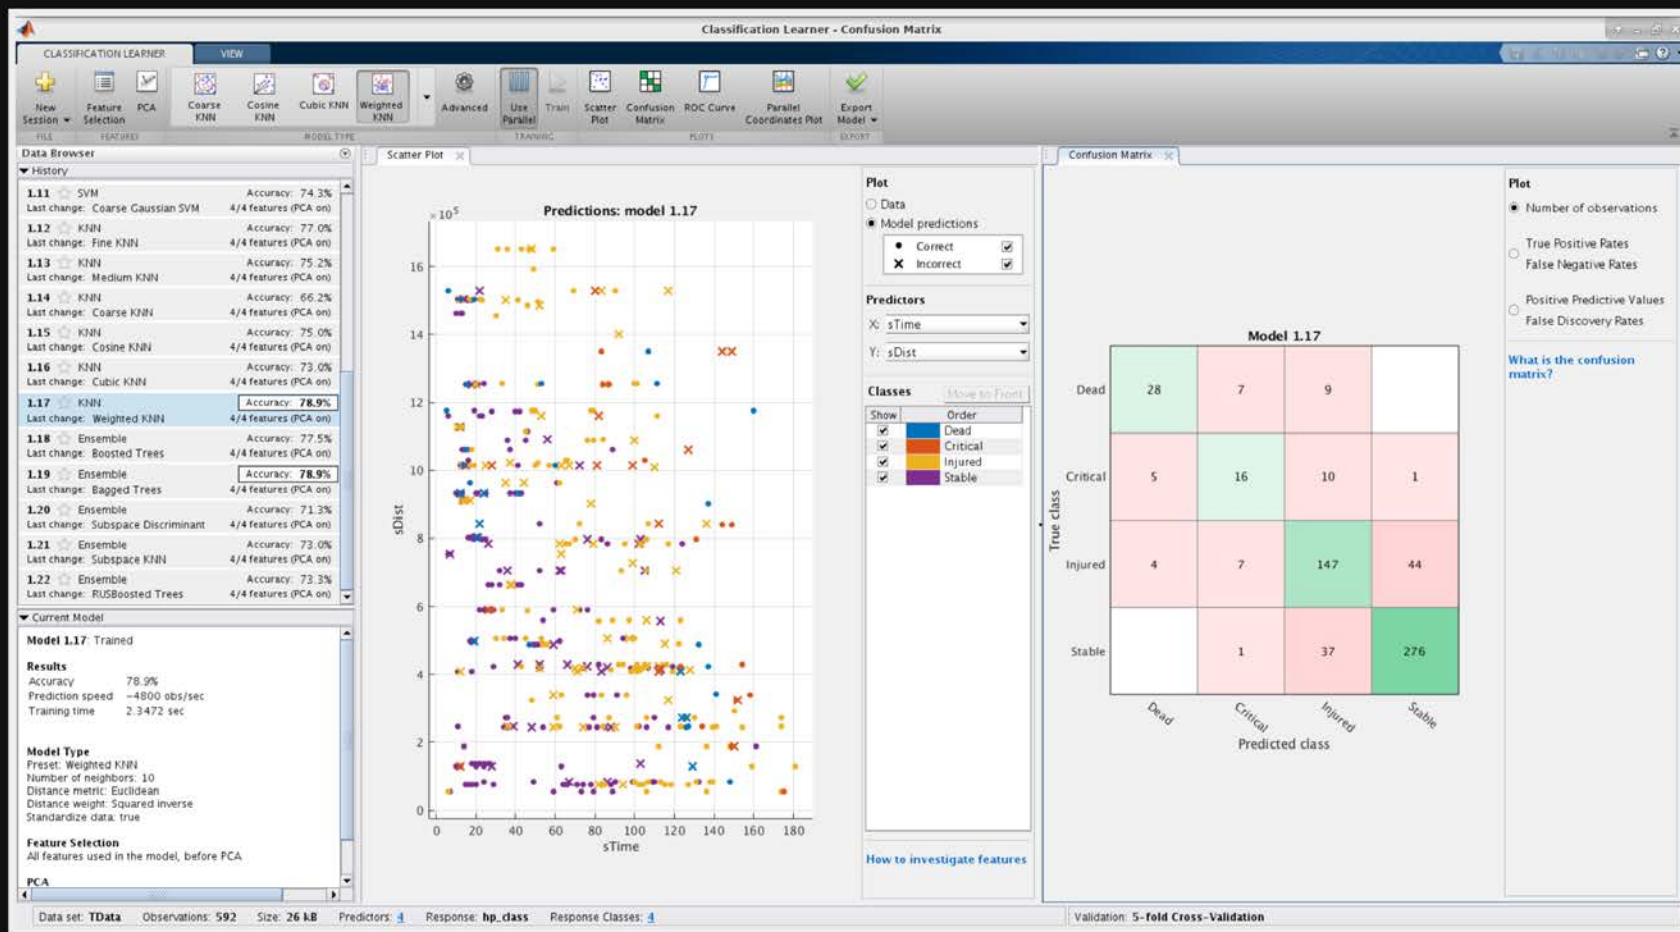 Classification Learner - Confusion Matrix
CLASSIFICATION LEARNER VIEW
New Session
Feature Selection
PCA
Coarse KNN
Cosine KNN
Cubic KNN
Weighted KNN
Advanced
Use Parallel
Train
Scatter Plot
Confusion Matrix
ROC Curve
Parallel Coordinates Plot
Export Model
FILE FEATURES MODEL TYPE TRAINING PLOTS EXPORT
Data Browser
History
1.11 SVM Accuracy: 74.3%
Last change: Coarse Gaussian SVM 4/4 features (PCA on)
1.12 KNN Accuracy: 77.0%
Last change: Fine KNN 4/4 features (PCA on)
1.13 KNN Accuracy: 75.2%
Last change: Medium KNN 4/4 features (PCA on)
1.14 KNN Accuracy: 66.2%
Last change: Coarse KNN 4/4 features (PCA on)
1.15 KNN Accuracy: 75.0%
Last change: Cosine KNN 4/4 features (PCA on)
1.16 KNN Accuracy: 73.0%
Last change: Cubic KNN 4/4 features (PCA on)
1.17 KNN Accuracy: 78.9%
Last change: Weighted KNN 4/4 features (PCA on)
1.18 Ensemble Accuracy: 77.5%
Last change: Boosted Trees 4/4 features (PCA on)
1.19 Ensemble Accuracy: 78.9%
Last change: Bagged Trees 4/4 features (PCA on)
1.20 Ensemble Accuracy: 71.3%
Last change: Subspace Discriminant 4/4 features (PCA on)
1.21 Ensemble Accuracy: 73.0%
Last change: Subspace KNN 4/4 features (PCA on)
1.22 Ensemble Accuracy: 73.3%
Last change: RUSBoosted Trees 4/4 features (PCA on)
Current Model
Model 1.17: Trained
Results
Accuracy 78.9%
Prediction speed ~4800 obs/sec
Training time 2.3472 sec
Model Type
Preset: Weighted KNN
Number of neighbors: 10
Distance metric: Euclidean
Distance weight: Squared inverse
Standardize data: true
Feature Selection
All features used in the model, before PCA
PCA
Scatter Plot
Predictions: model 1.17
× 10⁵
16
14
12
10
8
6
4
2
0
sDist
0 20 40 60 80 100 120 140 160 180
sTime
Plot
Data
Model predictions
Correct
Incorrect
Predictors
X: sTime
Y: sDist
Classes Move to Front
Show Order
Dead
Critical
Injured
Stable
How to investigate features
Confusion Matrix
Model 1.17
True class
Dead 28 7 9
Critical 5 16 10 1
Injured 4 7 147 44
Stable 1 37 276
Dead Critical Injured Stable
Predicted class
Plot
Number of observations
True Positive Rates
False Negative Rates
Positive Predictive Values
False Discovery Rates
What is the confusion
matrix?
Data set: TData Observations: 592 Size: 26 kB Predictors: 4 Response: hp_class Response Classes: 4
Validation: 5-fold Cross-Validation